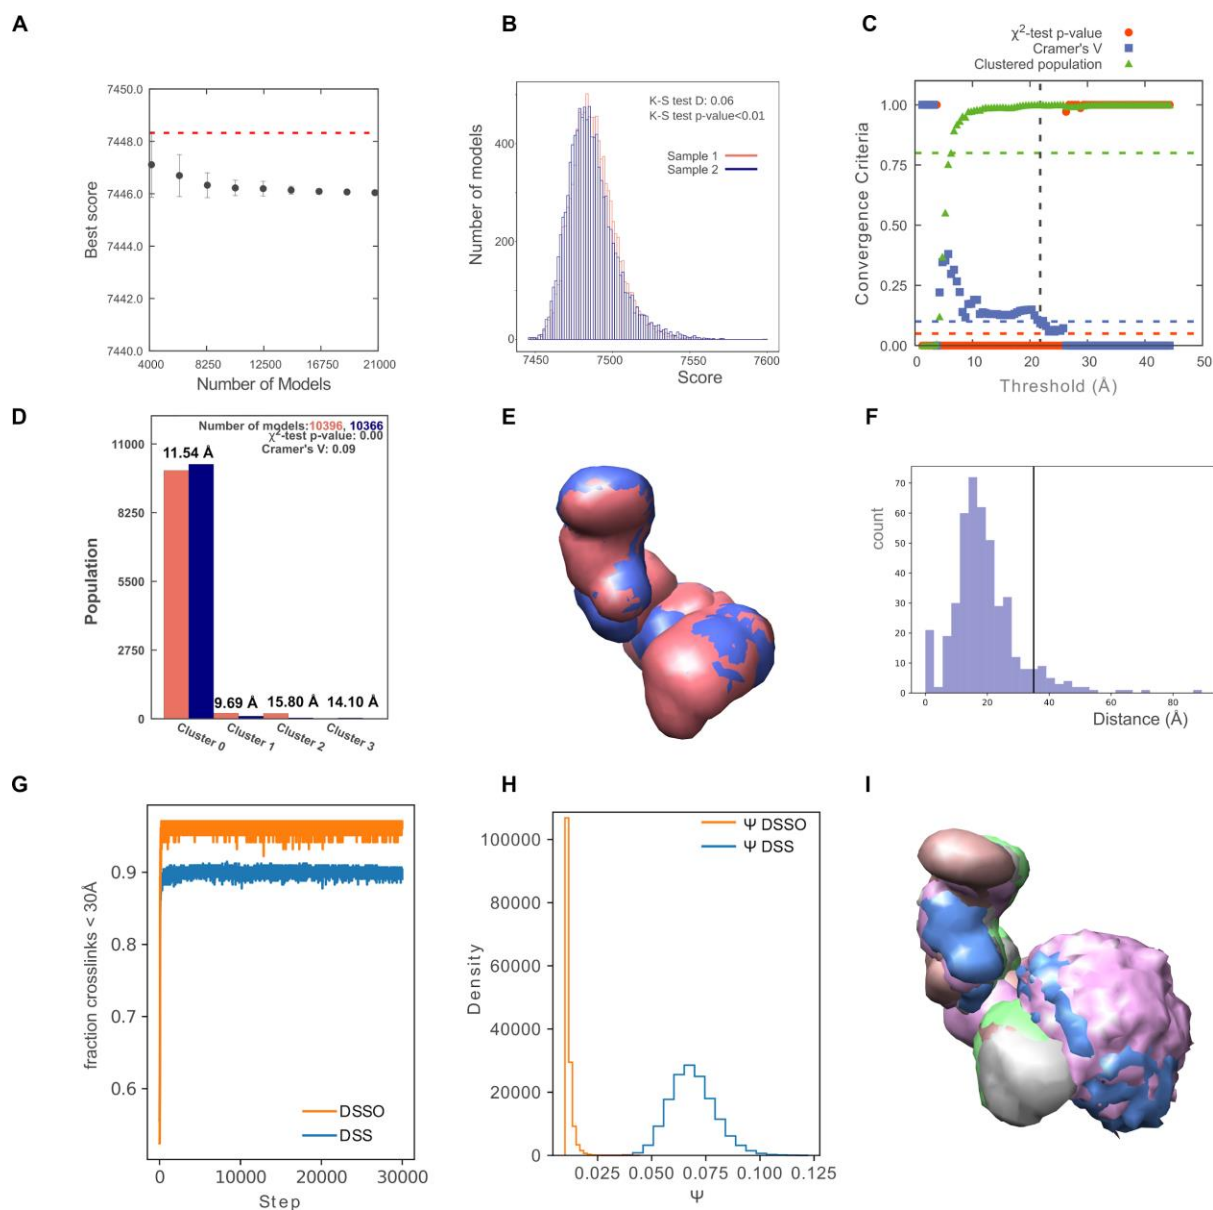 A
7450.0
7448.0
7446.0
7444.0
7442.0
7440.0
Best score
4000 8250 12500 16750 21000
Number of Models
B
K-S test D: 0.06
K-S test p-value<0.01
Sample 1
Sample 2
400
200
0
Number of models
7450 7500 7550 7600
Score
C
χ²-test p-value
Cramer's V
Clustered population
1.00
0.75
0.50
0.25
0.00
Convergence Criteria
0 10 20 30 40 50
Threshold (Å)
D
Number of models:10396, 10366
χ²-test p-value: 0.00
Cramer's V: 0.09
11000
8250
5500
2750
0
Population
11.54 Å
9.69 Å 15.80 Å 14.10 Å
Cluster 0 Cluster 1 Cluster 2 Cluster 3
E
F
70
60
50
40
30
20
10
0
count
0 20 40 60 80
Distance (Å)
G
0.9
0.8
0.7
0.6
fraction crosslinks < 30Å
DSSO
DSS
0 10000 20000 30000
Step
H
Ψ DSSO
Ψ DSS
100000
80000
60000
40000
20000
0
Density
0.025 0.050 0.075 0.100 0.125
Ψ
I